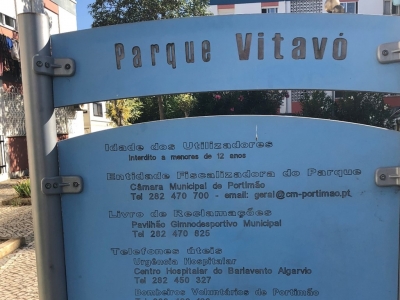 Parque Vitavó
Idade dos Utilizadores
Interdito a menores de 12 anos
Entidade Fiscalizadora do Parque
Câmara Municipal de Portimão
Tel 282 470 700 - email: geral@cm-portimao.pt.
Livro de Reclamações
Pavilhão Gimnodesportivo Municipal
Tel 282 470 825
Telefones áteis
Urgência Hospitalar
Centro Hospitalar do Barlavento Algarvio
Tel 282 450 327
Bombeiros Voluntários de Portimão